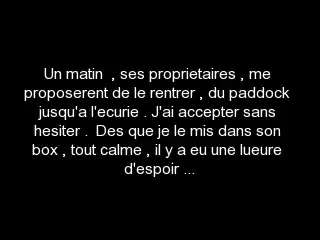 Un matin , ses proprietaires , me
proposerent de le rentrer , du paddock
jusqu'a l'ecurie . J'ai accepter sans
hesiter . Des que je le mis dans son
box , tout calme , il y a eu une lueure
d'espoir ...